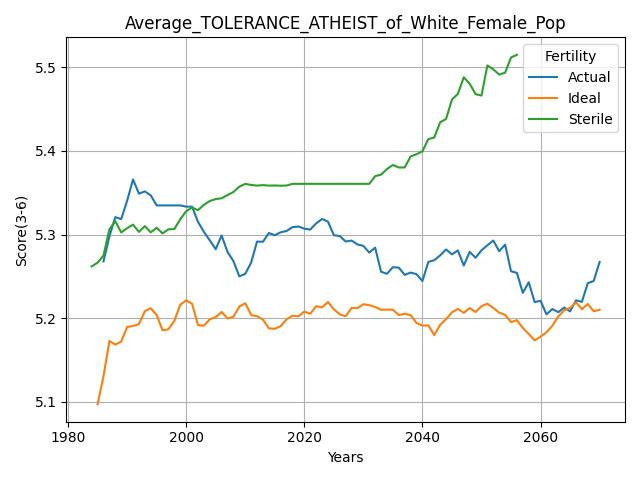 Average_TOLERANCE_ATHEIST_of_White_Female_Pop
Fertility
Actual
Ideal
Sterile
Score(3-6)
5.5
5.4
5.3
5.2
5.1
1980
2000
2020
2040
2060
Years